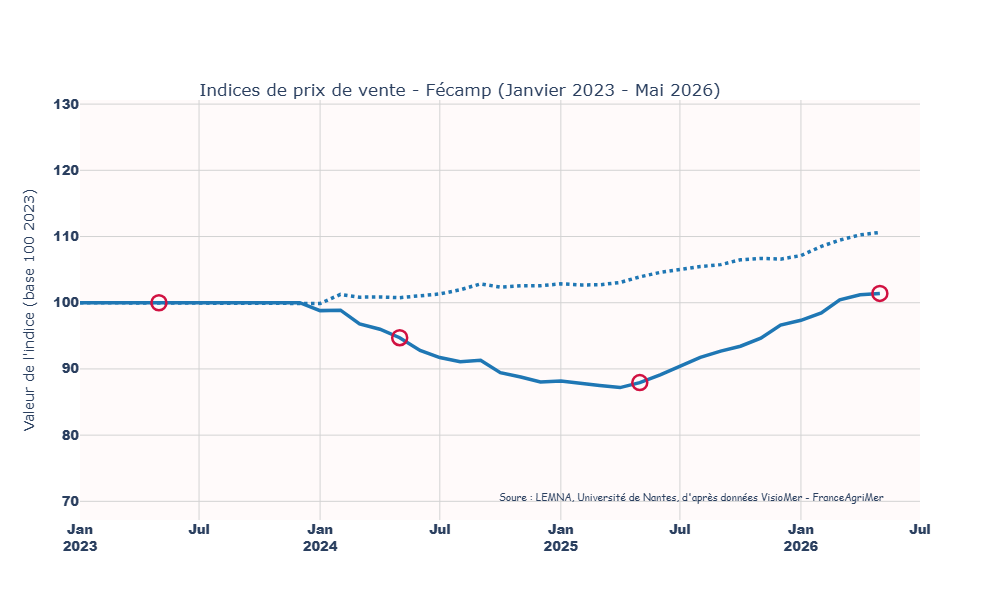 Indices de prix de vente - Fécamp (Janvier 2023 - Mai 2026)
Valeur de l'indice (base 100 2023)
130
120
110
100
90
80
70
Soure : LEMNA, Université de Nantes, d'après données VisioMer - FranceAgriMer
Jan Jul Jan Jul Jan Jul Jan Jul
2023 2024 2025 2026